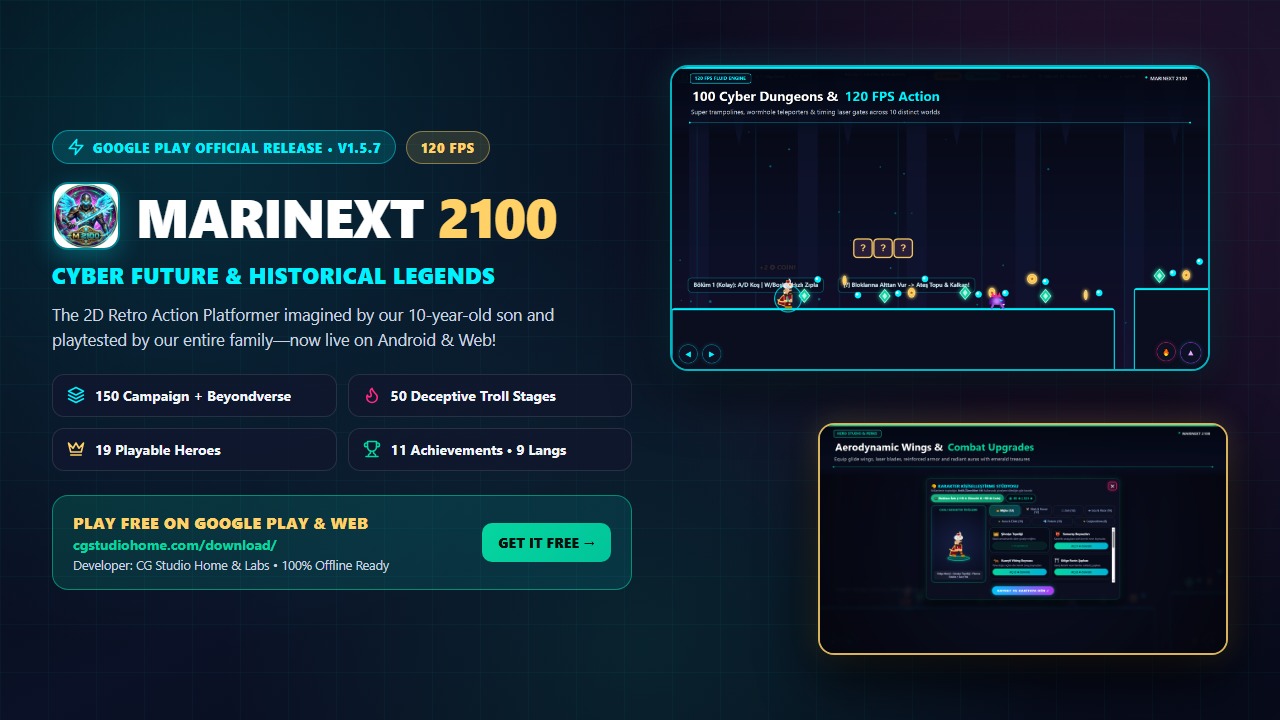 GOOGLE PLAY OFFICIAL RELEASE • V1.5.7
120 FPS
MARINEXT 2100
CYBER FUTURE & HISTORICAL LEGENDS
The 2D Retro Action Platformer imagined by our 10-year-old son and
playtested by our entire family—now live on Android & Web!
150 Campaign + Beyondverse
50 Deceptive Troll Stages
19 Playable Heroes
11 Achievements • 9 Langs
PLAY FREE ON GOOGLE PLAY & WEB
cgstudiohome.com/download/
Developer: CG Studio Home & Labs • 100% Offline Ready
GET IT FREE →
120 FPS FLUID ENGINE
MARINEXT 2100
100 Cyber Dungeons & 120 FPS Action
Super trampolines, wormhole teleporters & timing laser gates across 10 distinct worlds
? ? ?
Bölüm 1 (Kolay): A/D Koş | Zıpla
Bloklarına Alttan Vur -> Ateş Topu & Kalkan!
MARINEXT 2100
Aerodynamic Wings & Combat Upgrades
Equip glide wings, laser blades, reinforced armor and radiant auras with emerald treasures